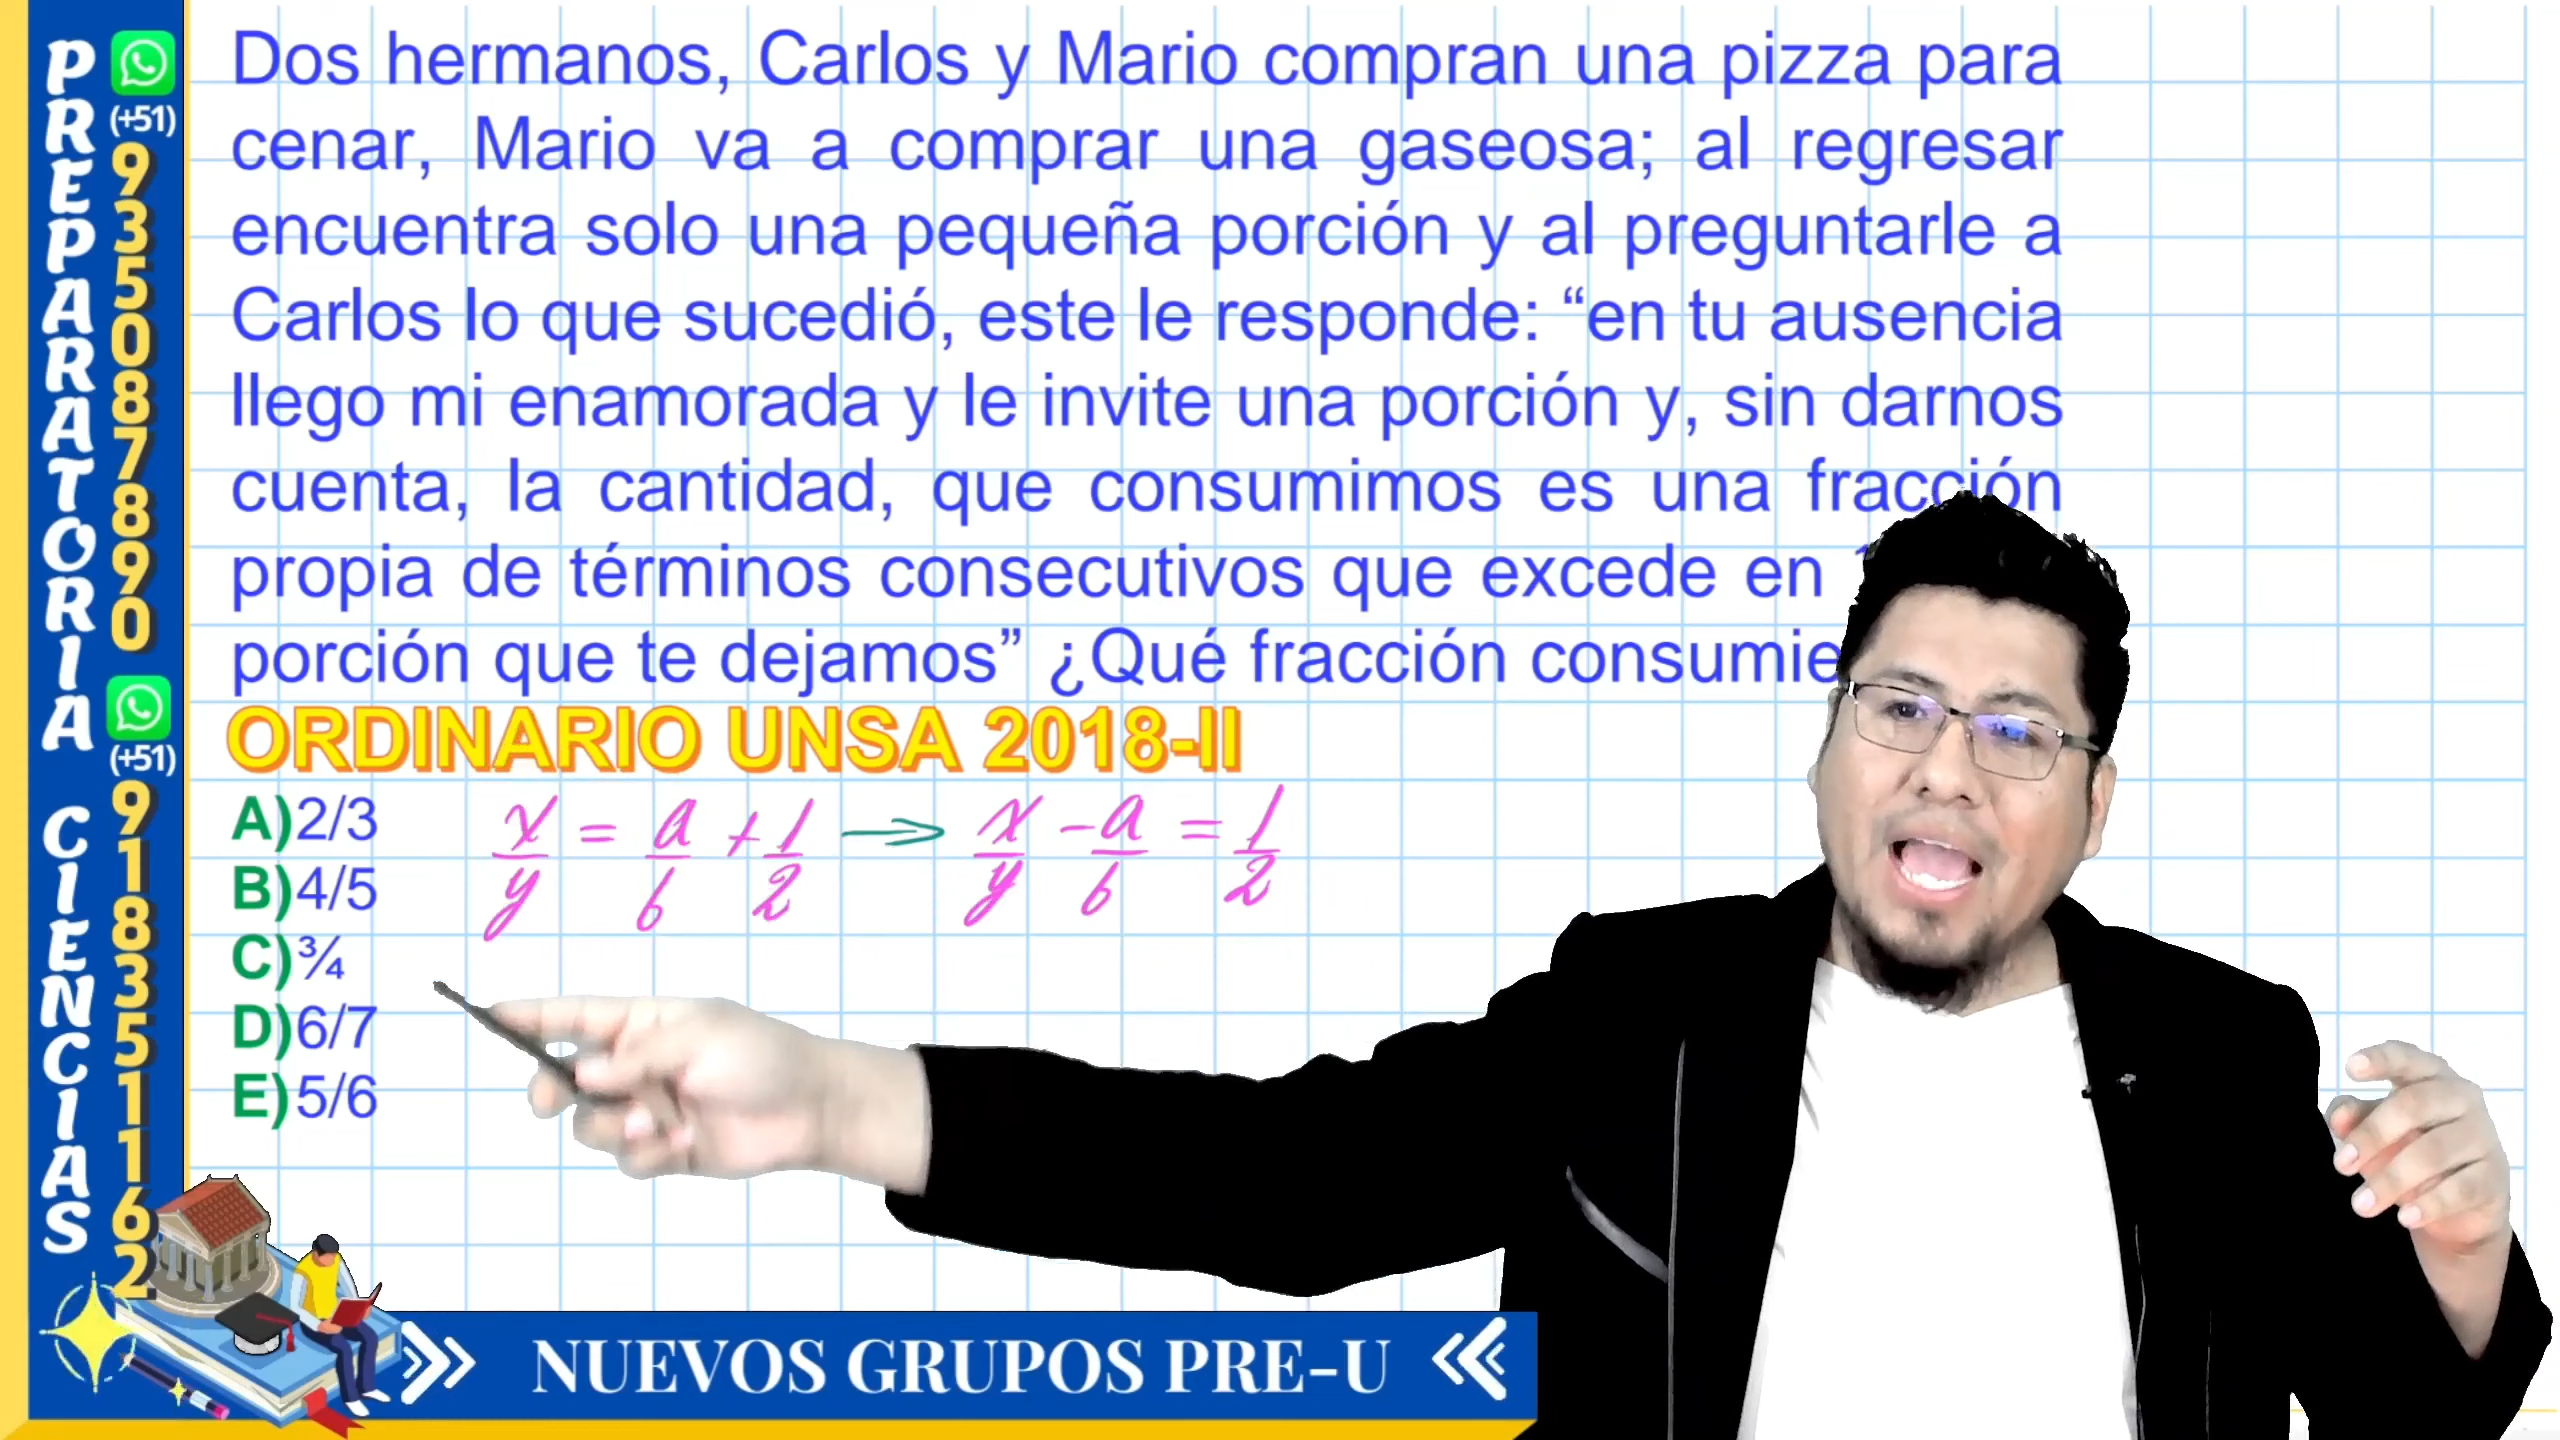 PREPARATORIA CIENCIAS
(+51)
935087890
(+51)
918351162
Dos hermanos, Carlos y Mario compran una pizza para
cenar, Mario va a comprar una gaseosa; al regresar
encuentra solo una pequeña porción y al preguntarle a
Carlos lo que sucedió, este le responde: “en tu ausencia
llego mi enamorada y le invite una porción y, sin darnos
cuenta, la cantidad, que consumimos es una fracción
propia de términos consecutivos que excede en
porción que te dejamos” ¿Qué fracción
ORDINARIO UNSA 2018-II
A) 2/3
B) 4/5
C) ¾
D) 6/7
E) 5/6
x/y = a/b + 1/2 → x/y - a/b = 1/2
NUEVOS GRUPOS PRE-U